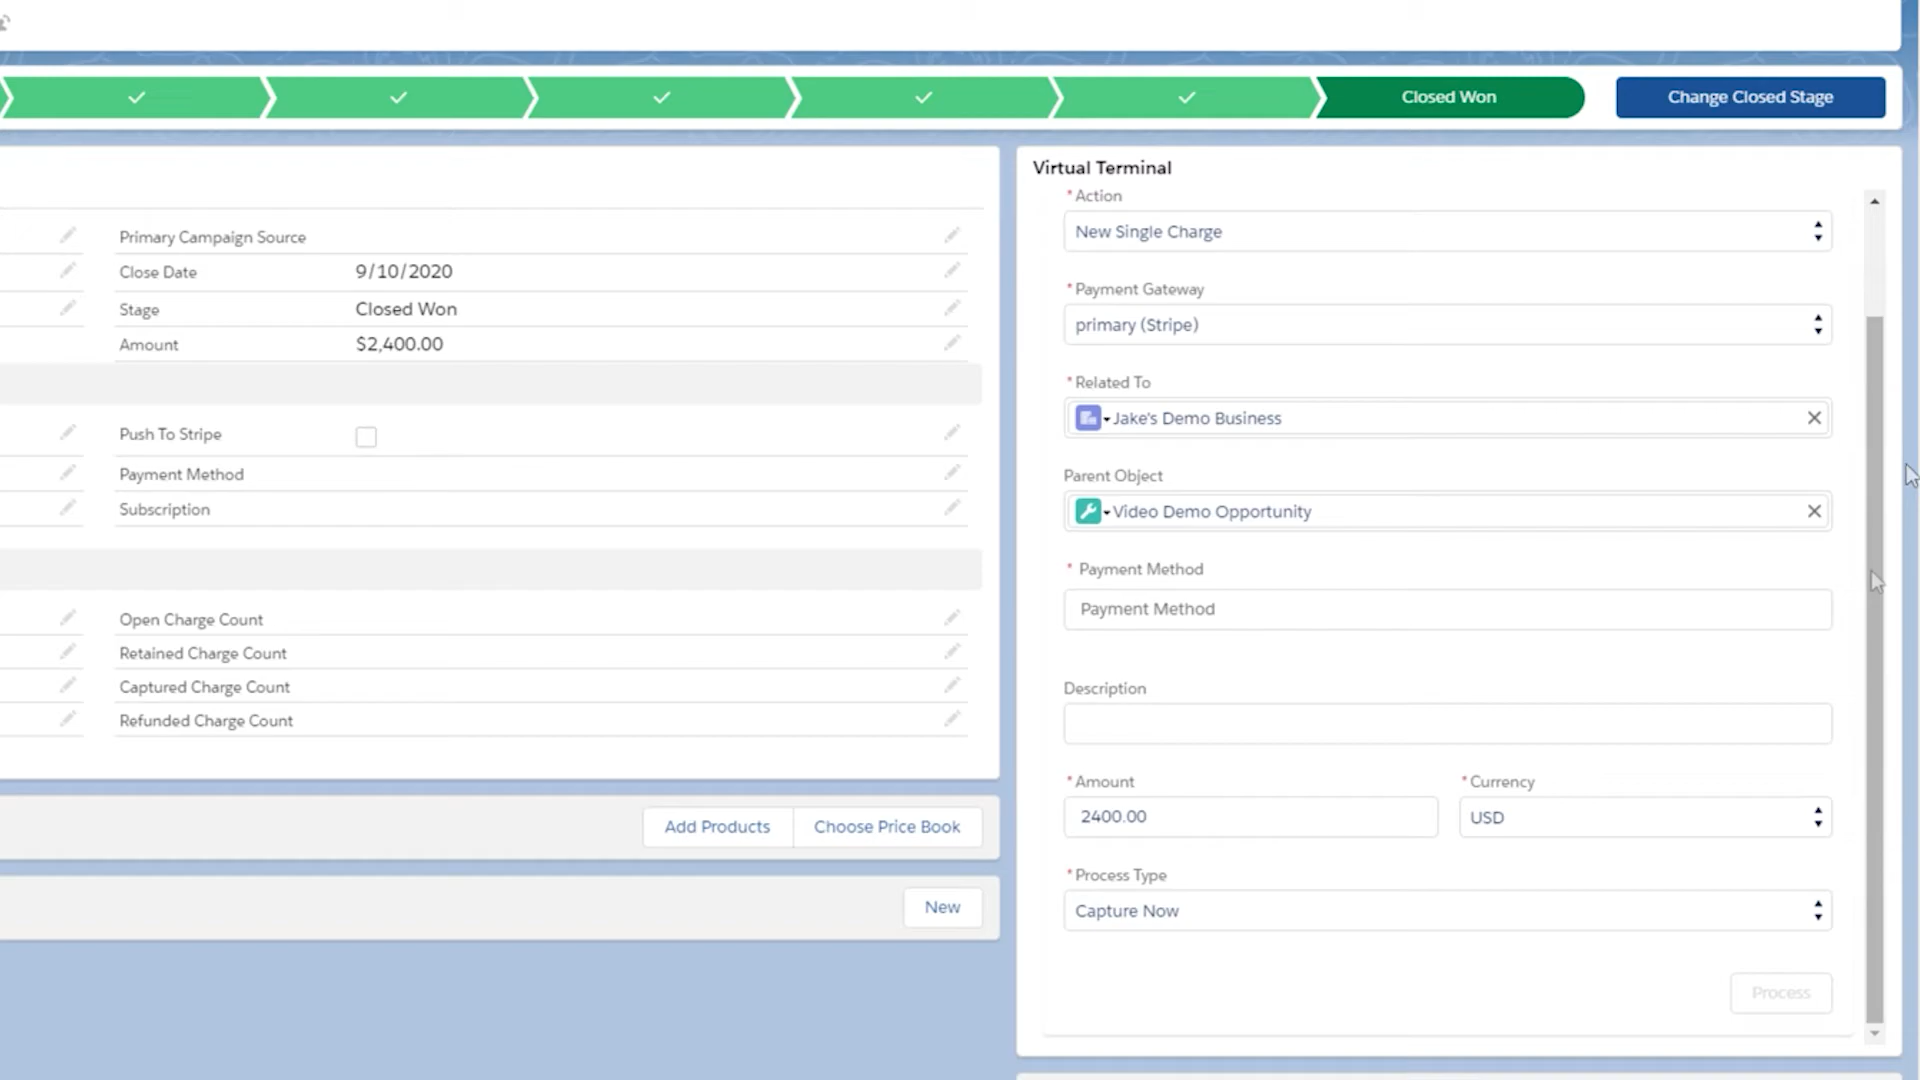 Closed Won
Change Closed Stage
Primary Campaign Source
Close Date 9/10/2020
Stage Closed Won
Amount $2,400.00
Push To Stripe
Payment Method
Subscription
Open Charge Count
Retained Charge Count
Captured Charge Count
Refunded Charge Count
Add Products Choose Price Book
New
Virtual Terminal
* Action
New Single Charge
* Payment Gateway
primary (Stripe)
* Related To
Jake's Demo Business
Parent Object
Video Demo Opportunity
* Payment Method
Payment Method
Description
* Amount * Currency
2400.00 USD
* Process Type
Capture Now
Process